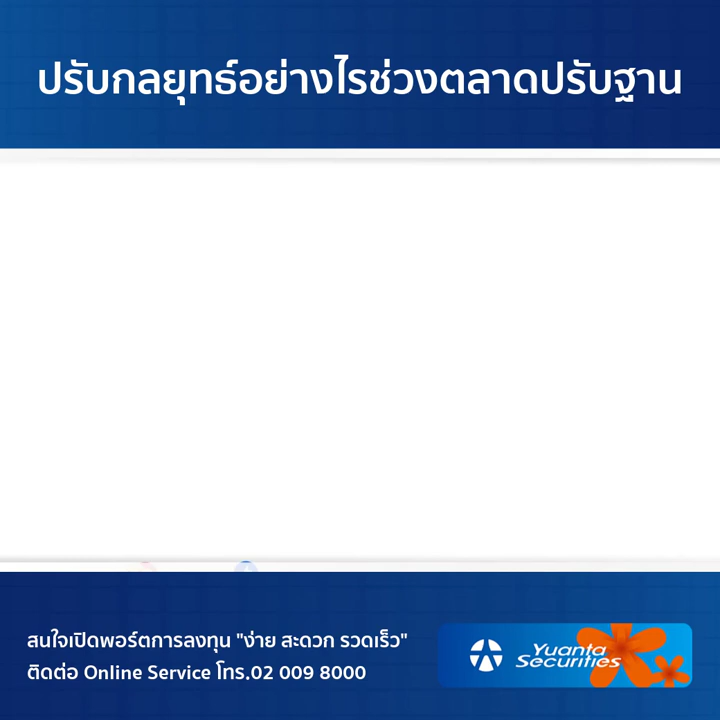 ปรับกลยุทธ์อย่างไรช่วงตลาดปรับฐาน
สนใจเปิดพอร์ตการลงทุน "ง่าย สะดวก รวดเร็ว"
ติดต่อ Online Service โทร.02 009 8000
Yuanta
Securities